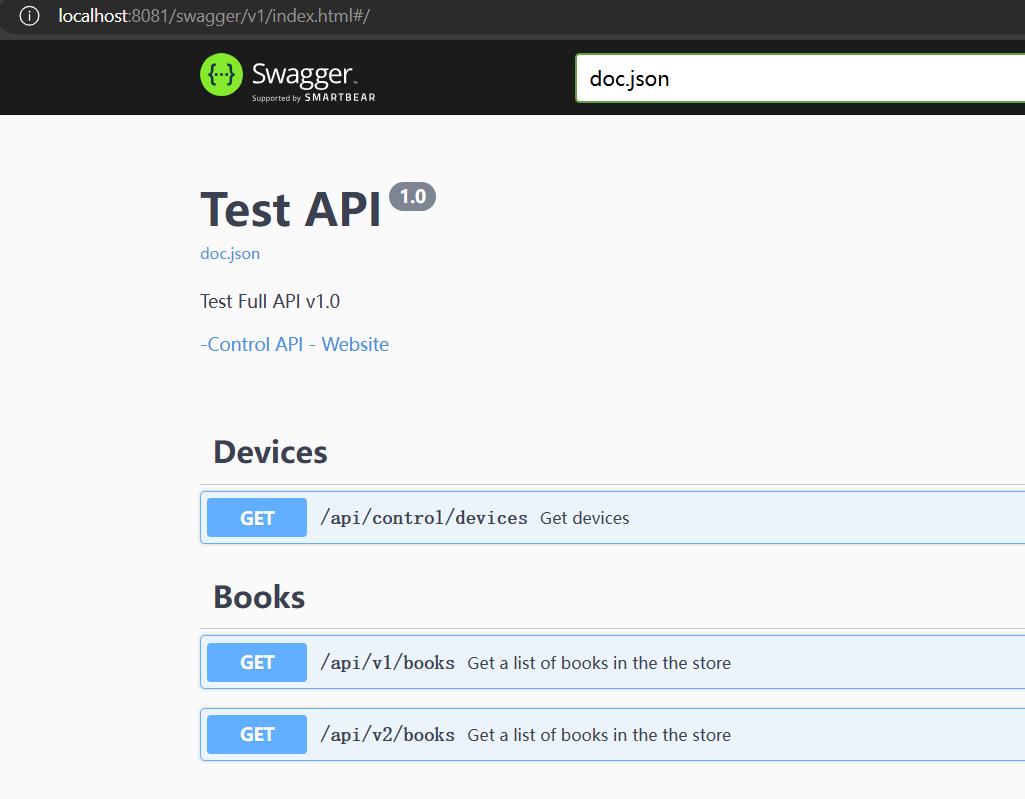 localhost:8081/swagger/v1/index.html#/
Swagger
Supported by SMARTBEAR
doc.json
Test API 1.0
doc.json
Test Full API v1.0
-Control API - Website
Devices
GET /api/control/devices Get devices
Books
GET /api/v1/books Get a list of books in the the store
GET /api/v2/books Get a list of books in the the store